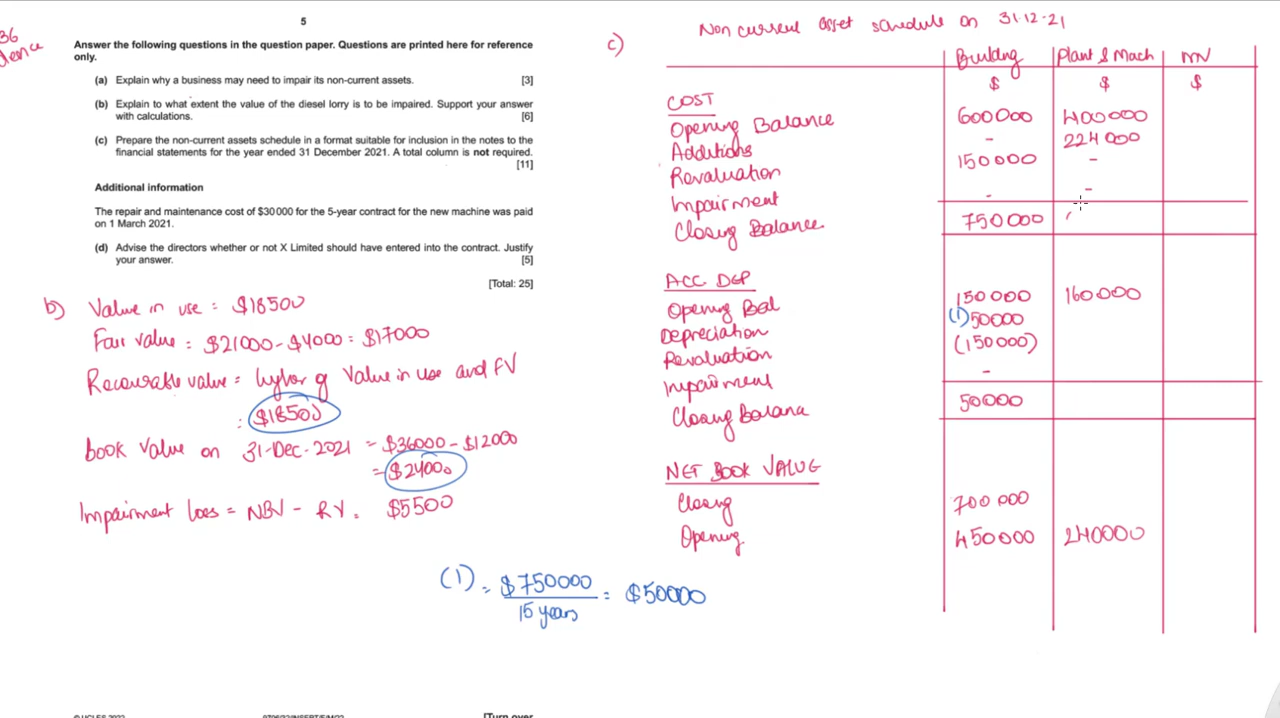 5
36
dence
Answer the following questions in the question paper. Questions are printed here for reference
only.
(a) Explain why a business may need to impair its non-current assets. [3]
(b) Explain to what extent the value of the diesel lorry is to be impaired. Support your answer
with calculations. [6]
(c) Prepare the non-current assets schedule in a format suitable for inclusion in the notes to the
financial statements for the year ended 31 December 2021. A total column is not required.
[11]
Additional information
The repair and maintenance cost of $30000 for the 5-year contract for the new machine was paid
on 1 March 2021.
(d) Advise the directors whether or not X Limited should have entered into the contract. Justify
your answer. [5]
[Total: 25]
b) Value in use = $18500
Fair value = $21000 - $4000 = $17000
Recoverable value = higher of Value in use and FV
= $18500
book Value on 31-Dec-2021 = $36000 - $12000
= $24000
Impairment loss = NBV - RV = $5500
(1) = $750000 / 15 years = $50000
c) Non current asset schedule on 31.12.21
Building Plant & Mach MV
$ $ $
COST
Opening Balance 600000 400000
Additions - 224000
Revaluation 150000 -
Impairment - -
Closing Balance 750000
ACC DEP
Opening Bal 150000 160000
Depreciation (1) 50000
Revaluation (150000)
Impairment -
Closing Balance 50000
NET BOOK VALUE
Closing 700000
Opening 450000 240000
[Turn over